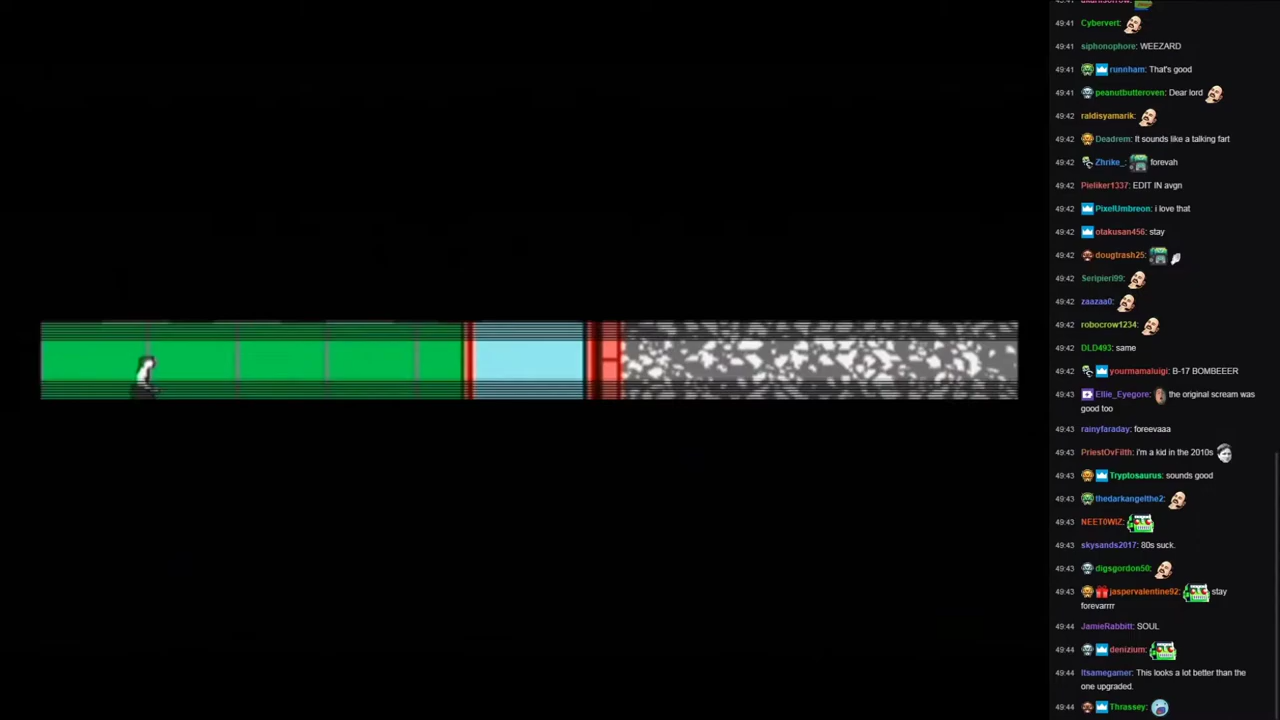 49:41 Cybervert:
49:41 siphonophore: WEEZARD
49:41 runnham: That's good
49:41 peanutbutteroven: Dear lord
49:42 raldisyamarik:
49:42 Deadrem: It sounds like a talking fart
49:42 Zhrike_: forevah
49:42 Pieliker1337: EDIT IN avgn
49:42 PixelUmbreon: i love that
49:42 otakusan456: stay
49:42 dougtrash25:
49:42 Seripieri99:
49:42 zaazaa0:
49:42 robocrow1234:
49:42 DLD493: same
49:42 yourmamaluigi: B-17 BOMBEEER
49:43 Ellie_Eyegore: the original scream was
good too
49:43 rainyfaraday: foreevaaa
49:43 PriestOvFilth: i'm a kid in the 2010s
49:43 Tryptosaurus: sounds good
49:43 thedarkangelthe2:
49:43 NEET0WIZ:
49:43 skysands2017: 80s suck.
49:43 digsgordon50:
49:43 jaspervalentine92: stay
forevarrrr
49:44 JamieRabbitt: SOUL
49:44 denizium:
49:44 Itsamegamer: This looks a lot better than the
one upgraded.
49:44 Thrassey: